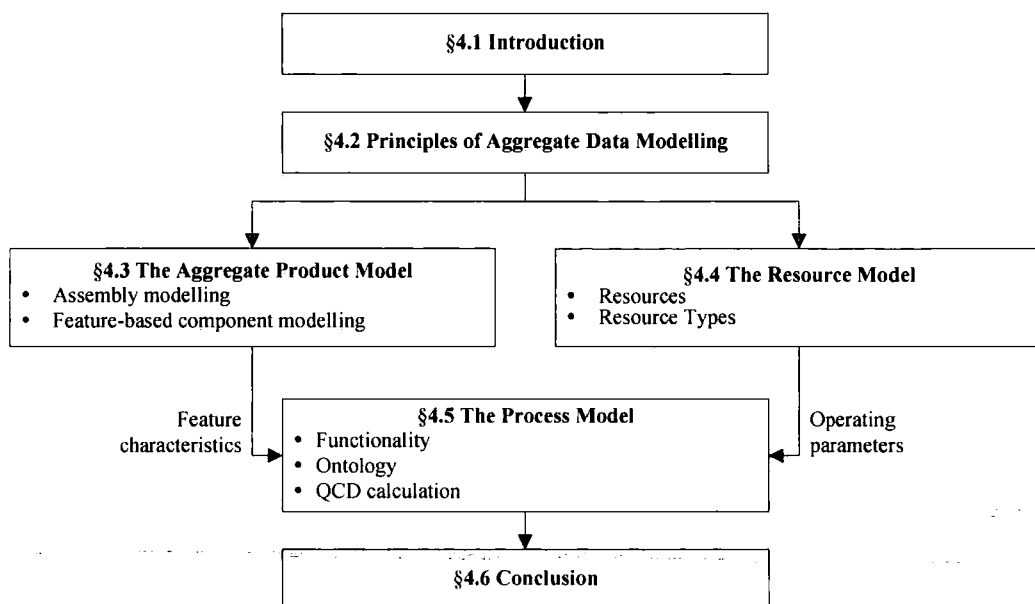 §4.1 Introduction
§4.2 Principles of Aggregate Data Modelling
§4.3 The Aggregate Product Model
• Assembly modelling
• Feature-based component modelling
§4.4 The Resource Model
• Resources
• Resource Types
Feature
characteristics
§4.5 The Process Model
• Functionality
• Ontology
• QCD calculation
Operating
parameters
§4.6 Conclusion